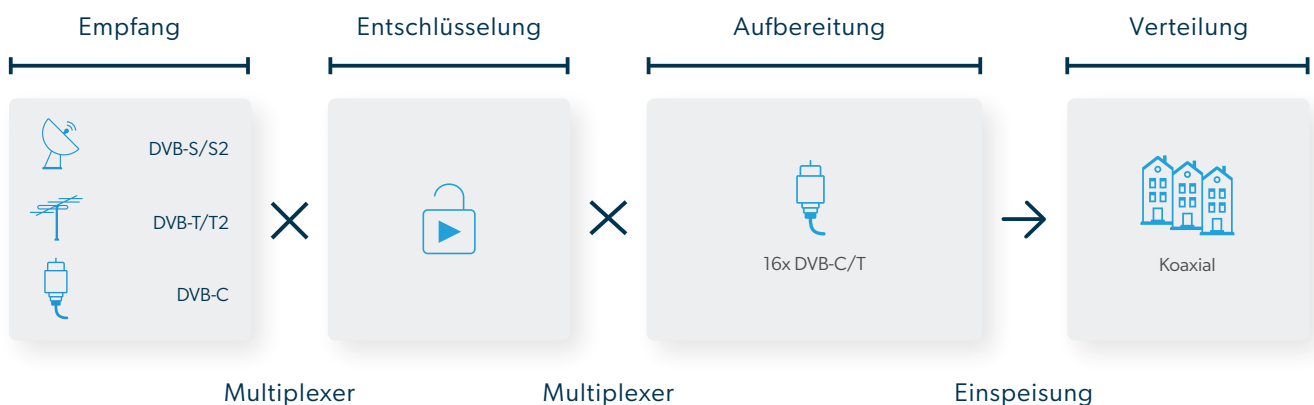 Empfang
Entschlüsselung
Aufbereitung
Verteilung
DVB-S/S2
DVB-T/T2
DVB-C
16x DVB-C/T
Koaxial
Multiplexer
Multiplexer
Einspeisung